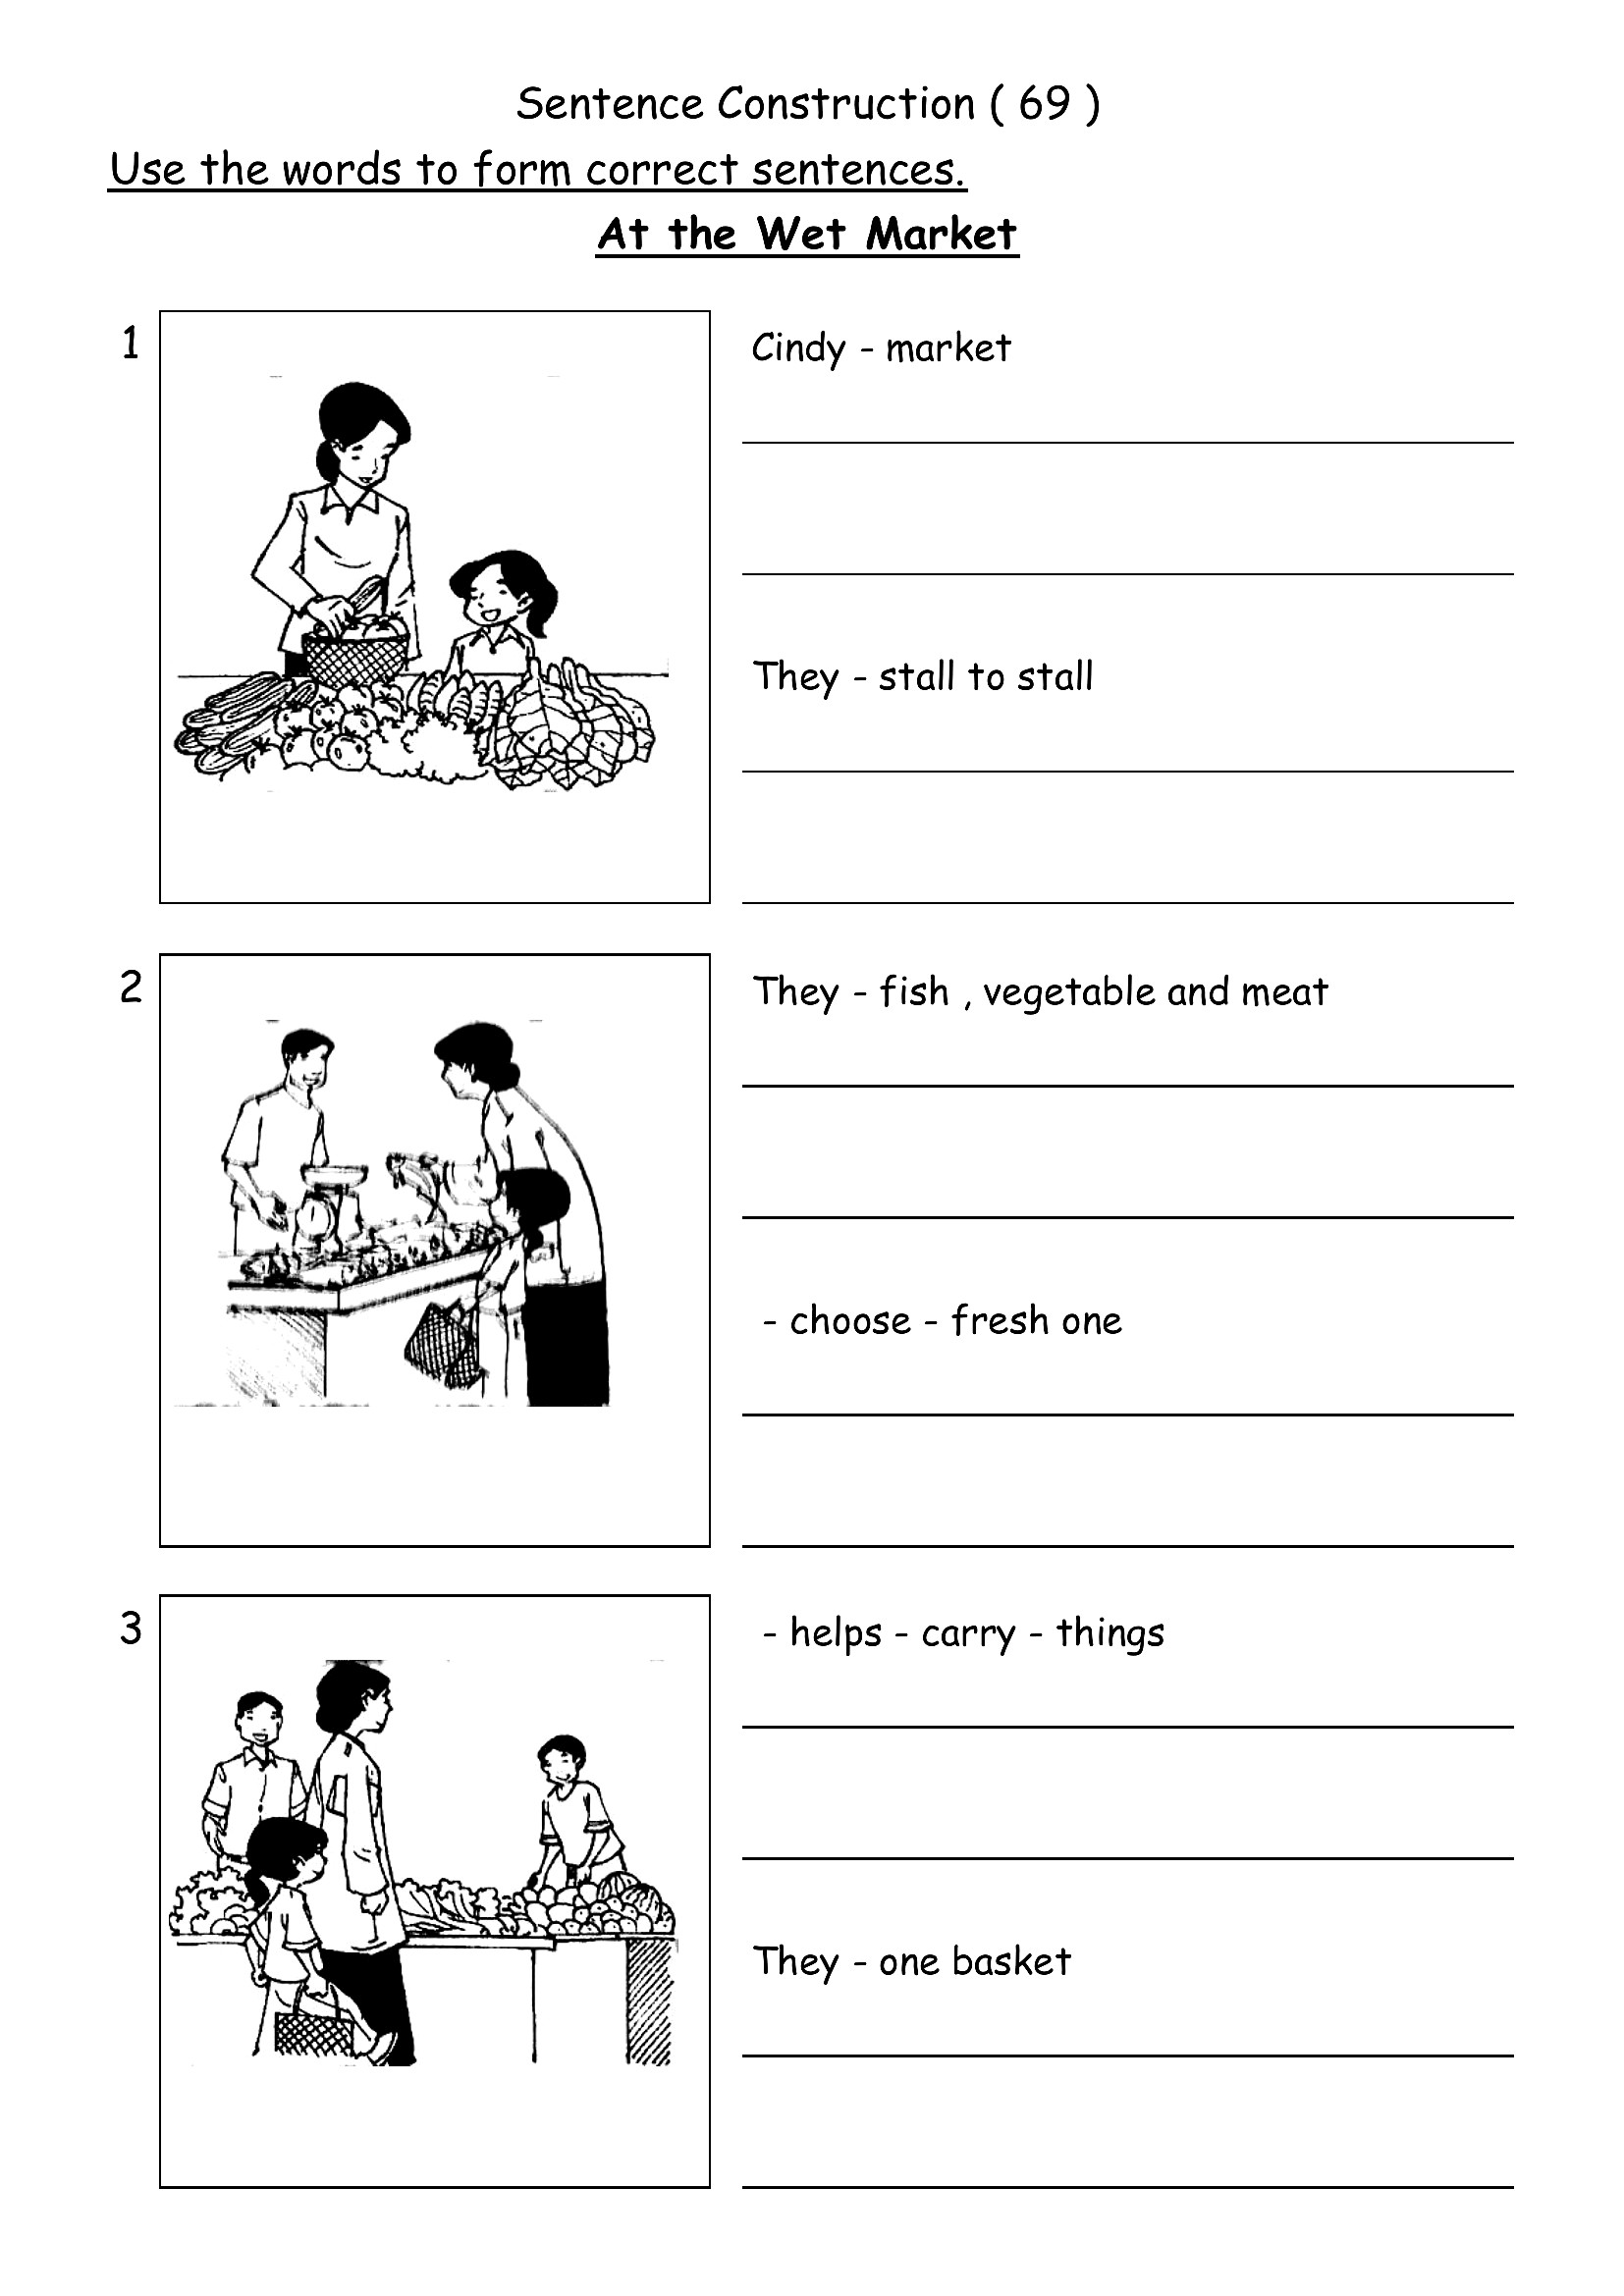 Sentence Construction ( 69 )
Use the words to form correct sentences.
At the Wet Market
1
Cindy - market
They - stall to stall
2
They - fish , vegetable and meat
- choose - fresh one
3
- helps - carry - things
They - one basket